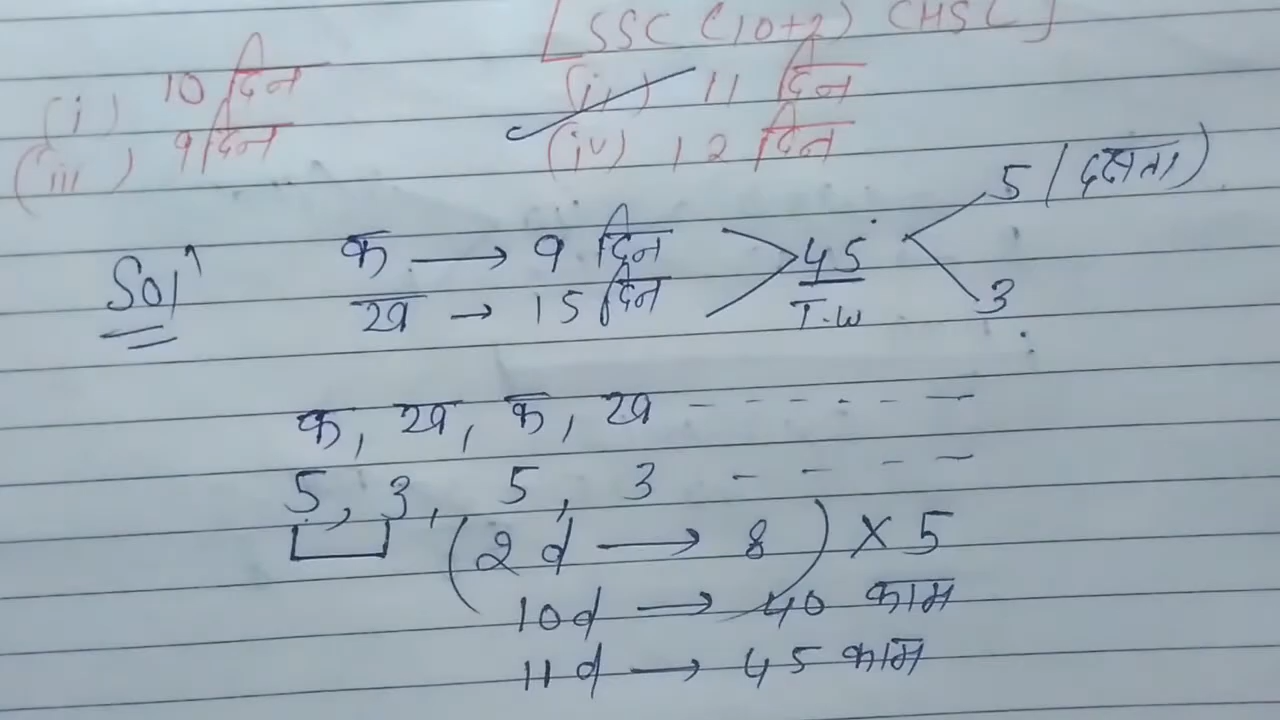 [SSC (10+2) CHSL]
(i) 10 दिन (ii) 11 दिन
(iii) 9 दिन (iv) 12 दिन
Solⁿ
क → 9 दिन
ख → 15 दिन
45
T.W
5 (दक्षता)
3
क, ख, क, ख - - - - - -
5, 3, 5, 3 - - - -
(2d → 8) × 5
10d → 40 काम
11d → 45 काम